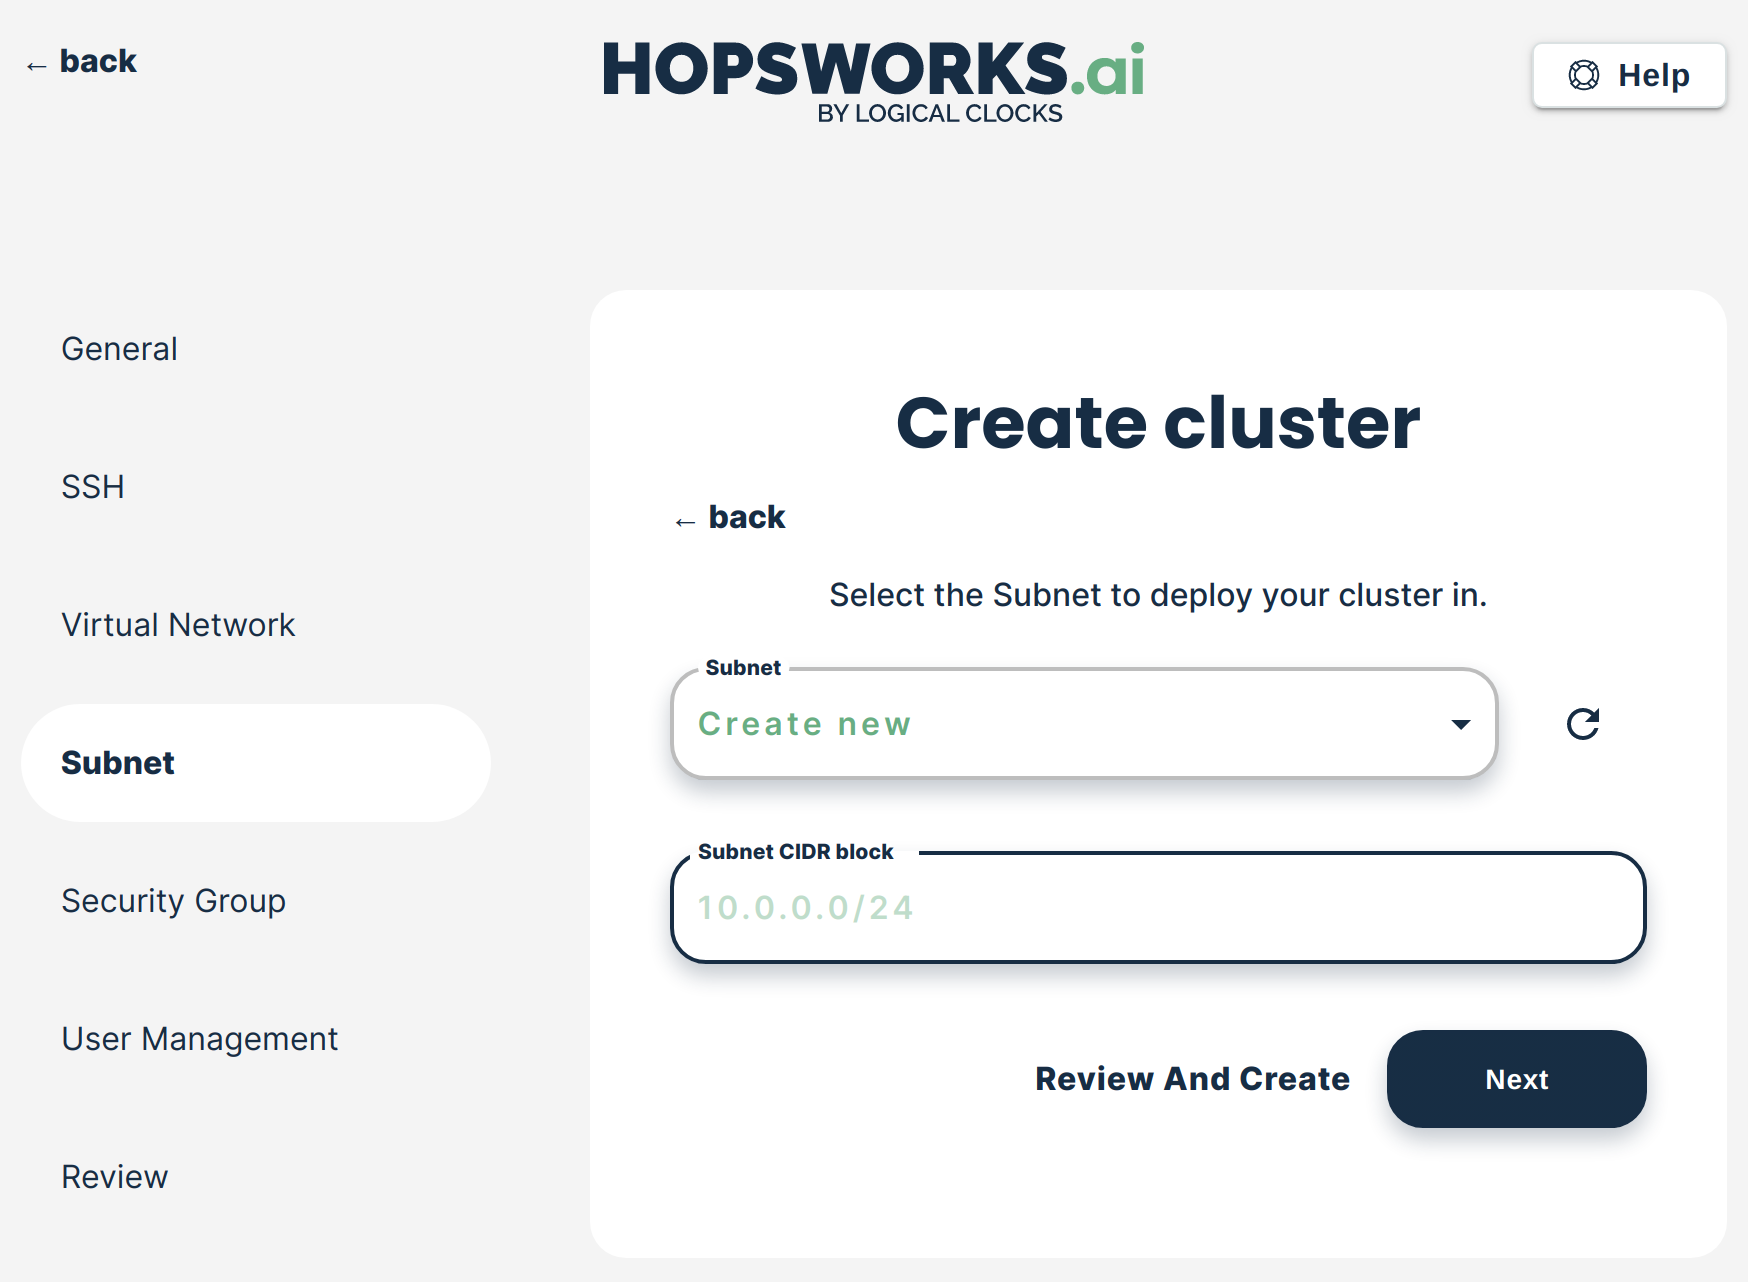 ← back
HOPSWORKS.ai
BY LOGICAL CLOCKS
Help
General
SSH
Virtual Network
Subnet
Security Group
User Management
Review
Create cluster
← back
Select the Subnet to deploy your cluster in.
Subnet
Create new
Subnet CIDR block
10.0.0.0/24
Review And Create
Next